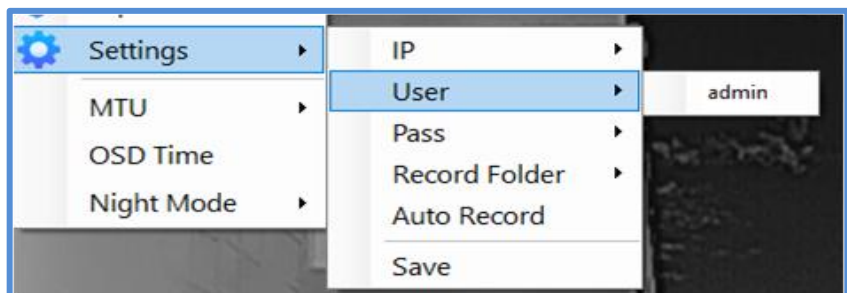 Settings
MTU
OSD Time
Night Mode
IP
User
Pass
Record Folder
Auto Record
Save
admin